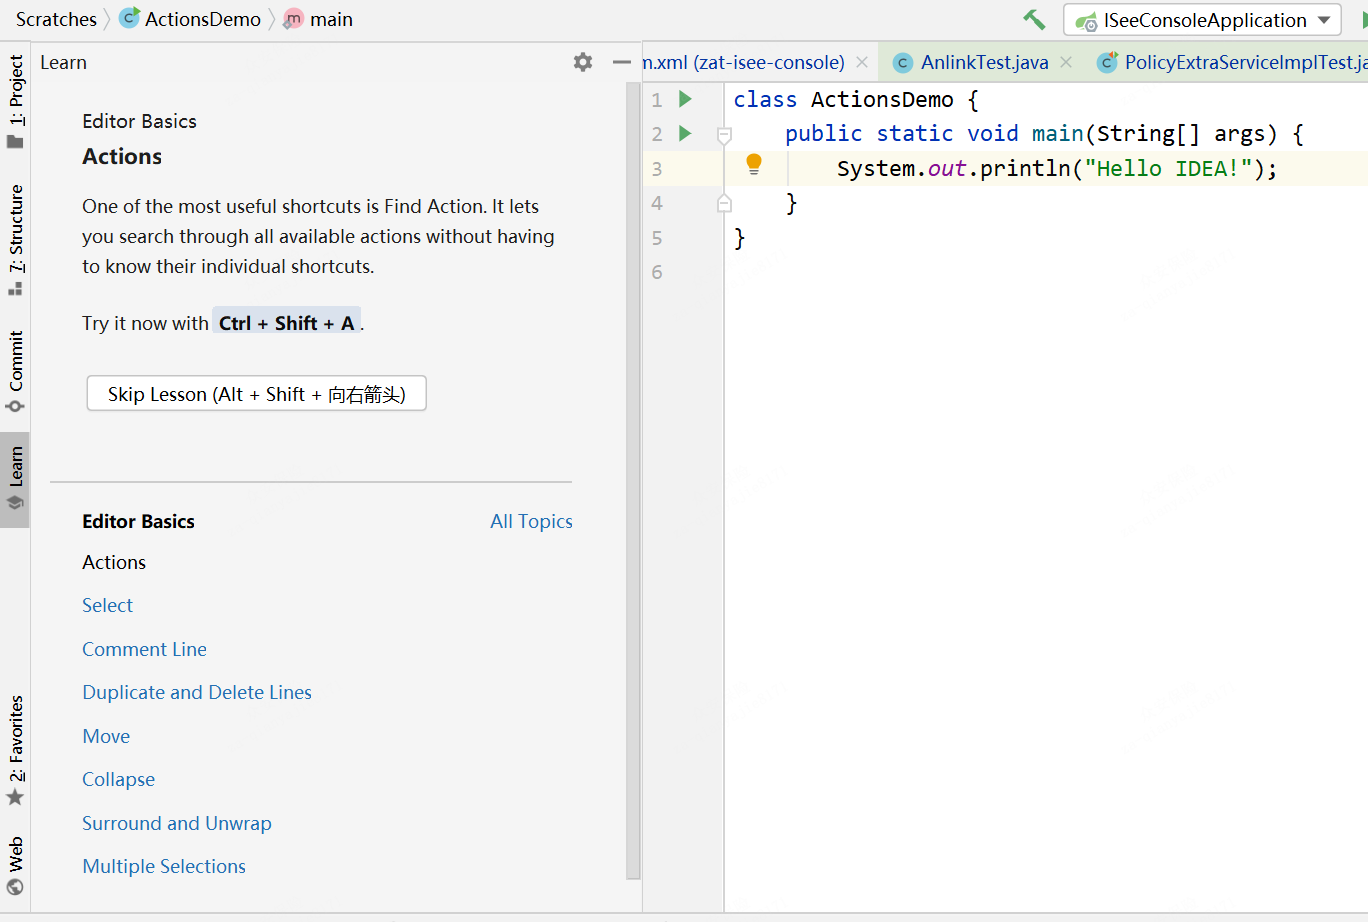 Scratches ActionsDemo main
ISeeConsoleApplication
1: Project
7: Structure
Commit
Learn
2: Favorites
Web
Learn
Editor Basics
Actions
One of the most useful shortcuts is Find Action. It lets
you search through all available actions without having
to know their individual shortcuts.
Try it now with Ctrl + Shift + A .
Skip Lesson (Alt + Shift + 向右箭头)
Editor Basics
All Topics
Actions
Select
Comment Line
Duplicate and Delete Lines
Move
Collapse
Surround and Unwrap
Multiple Selections
m.xml (zat-isee-console) AnlinkTest.java PolicyExtraServiceImplTest.ja
1 class ActionsDemo {
2 public static void main(String[] args) {
3 System.out.println("Hello IDEA!");
4 }
5 }
6